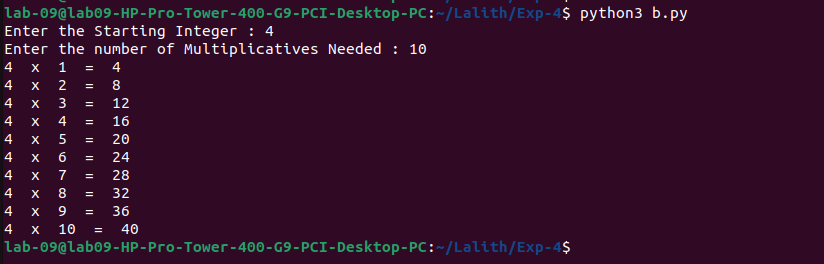 lab-09@lab09-HP-Pro-Tower-400-G9-PCI-Desktop-PC:~/Lalith/Exp-4$ python3 b.py
Enter the Starting Integer : 4
Enter the number of Multiplicatives Needed : 10
4  x  1  =  4
4  x  2  =  8
4  x  3  =  12
4  x  4  =  16
4  x  5  =  20
4  x  6  =  24
4  x  7  =  28
4  x  8  =  32
4  x  9  =  36
4  x  10  =  40
lab-09@lab09-HP-Pro-Tower-400-G9-PCI-Desktop-PC:~/Lalith/Exp-4$